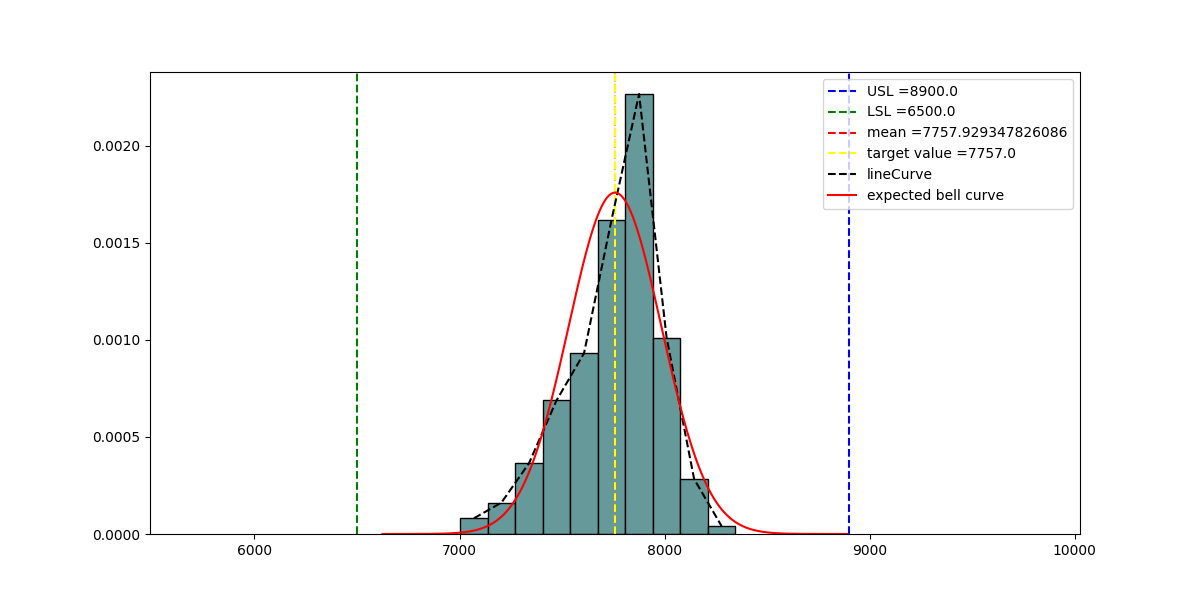 USL =8900.0
LSL =6500.0
mean =7757.929347826086
target value =7757.0
lineCurve
expected bell curve
0.0020
0.0015
0.0010
0.0005
0.0000
6000 7000 8000 9000 10000